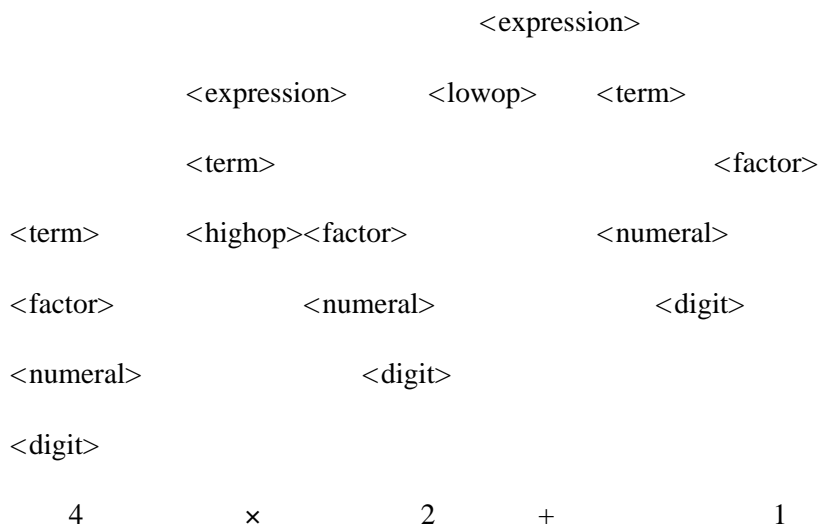 <expression>
<expression> <lowop> <term>
<term> <factor>
<term> <highop><factor> <numeral>
<factor> <numeral> <digit>
<numeral> <digit>
<digit>
4 × 2 + 1